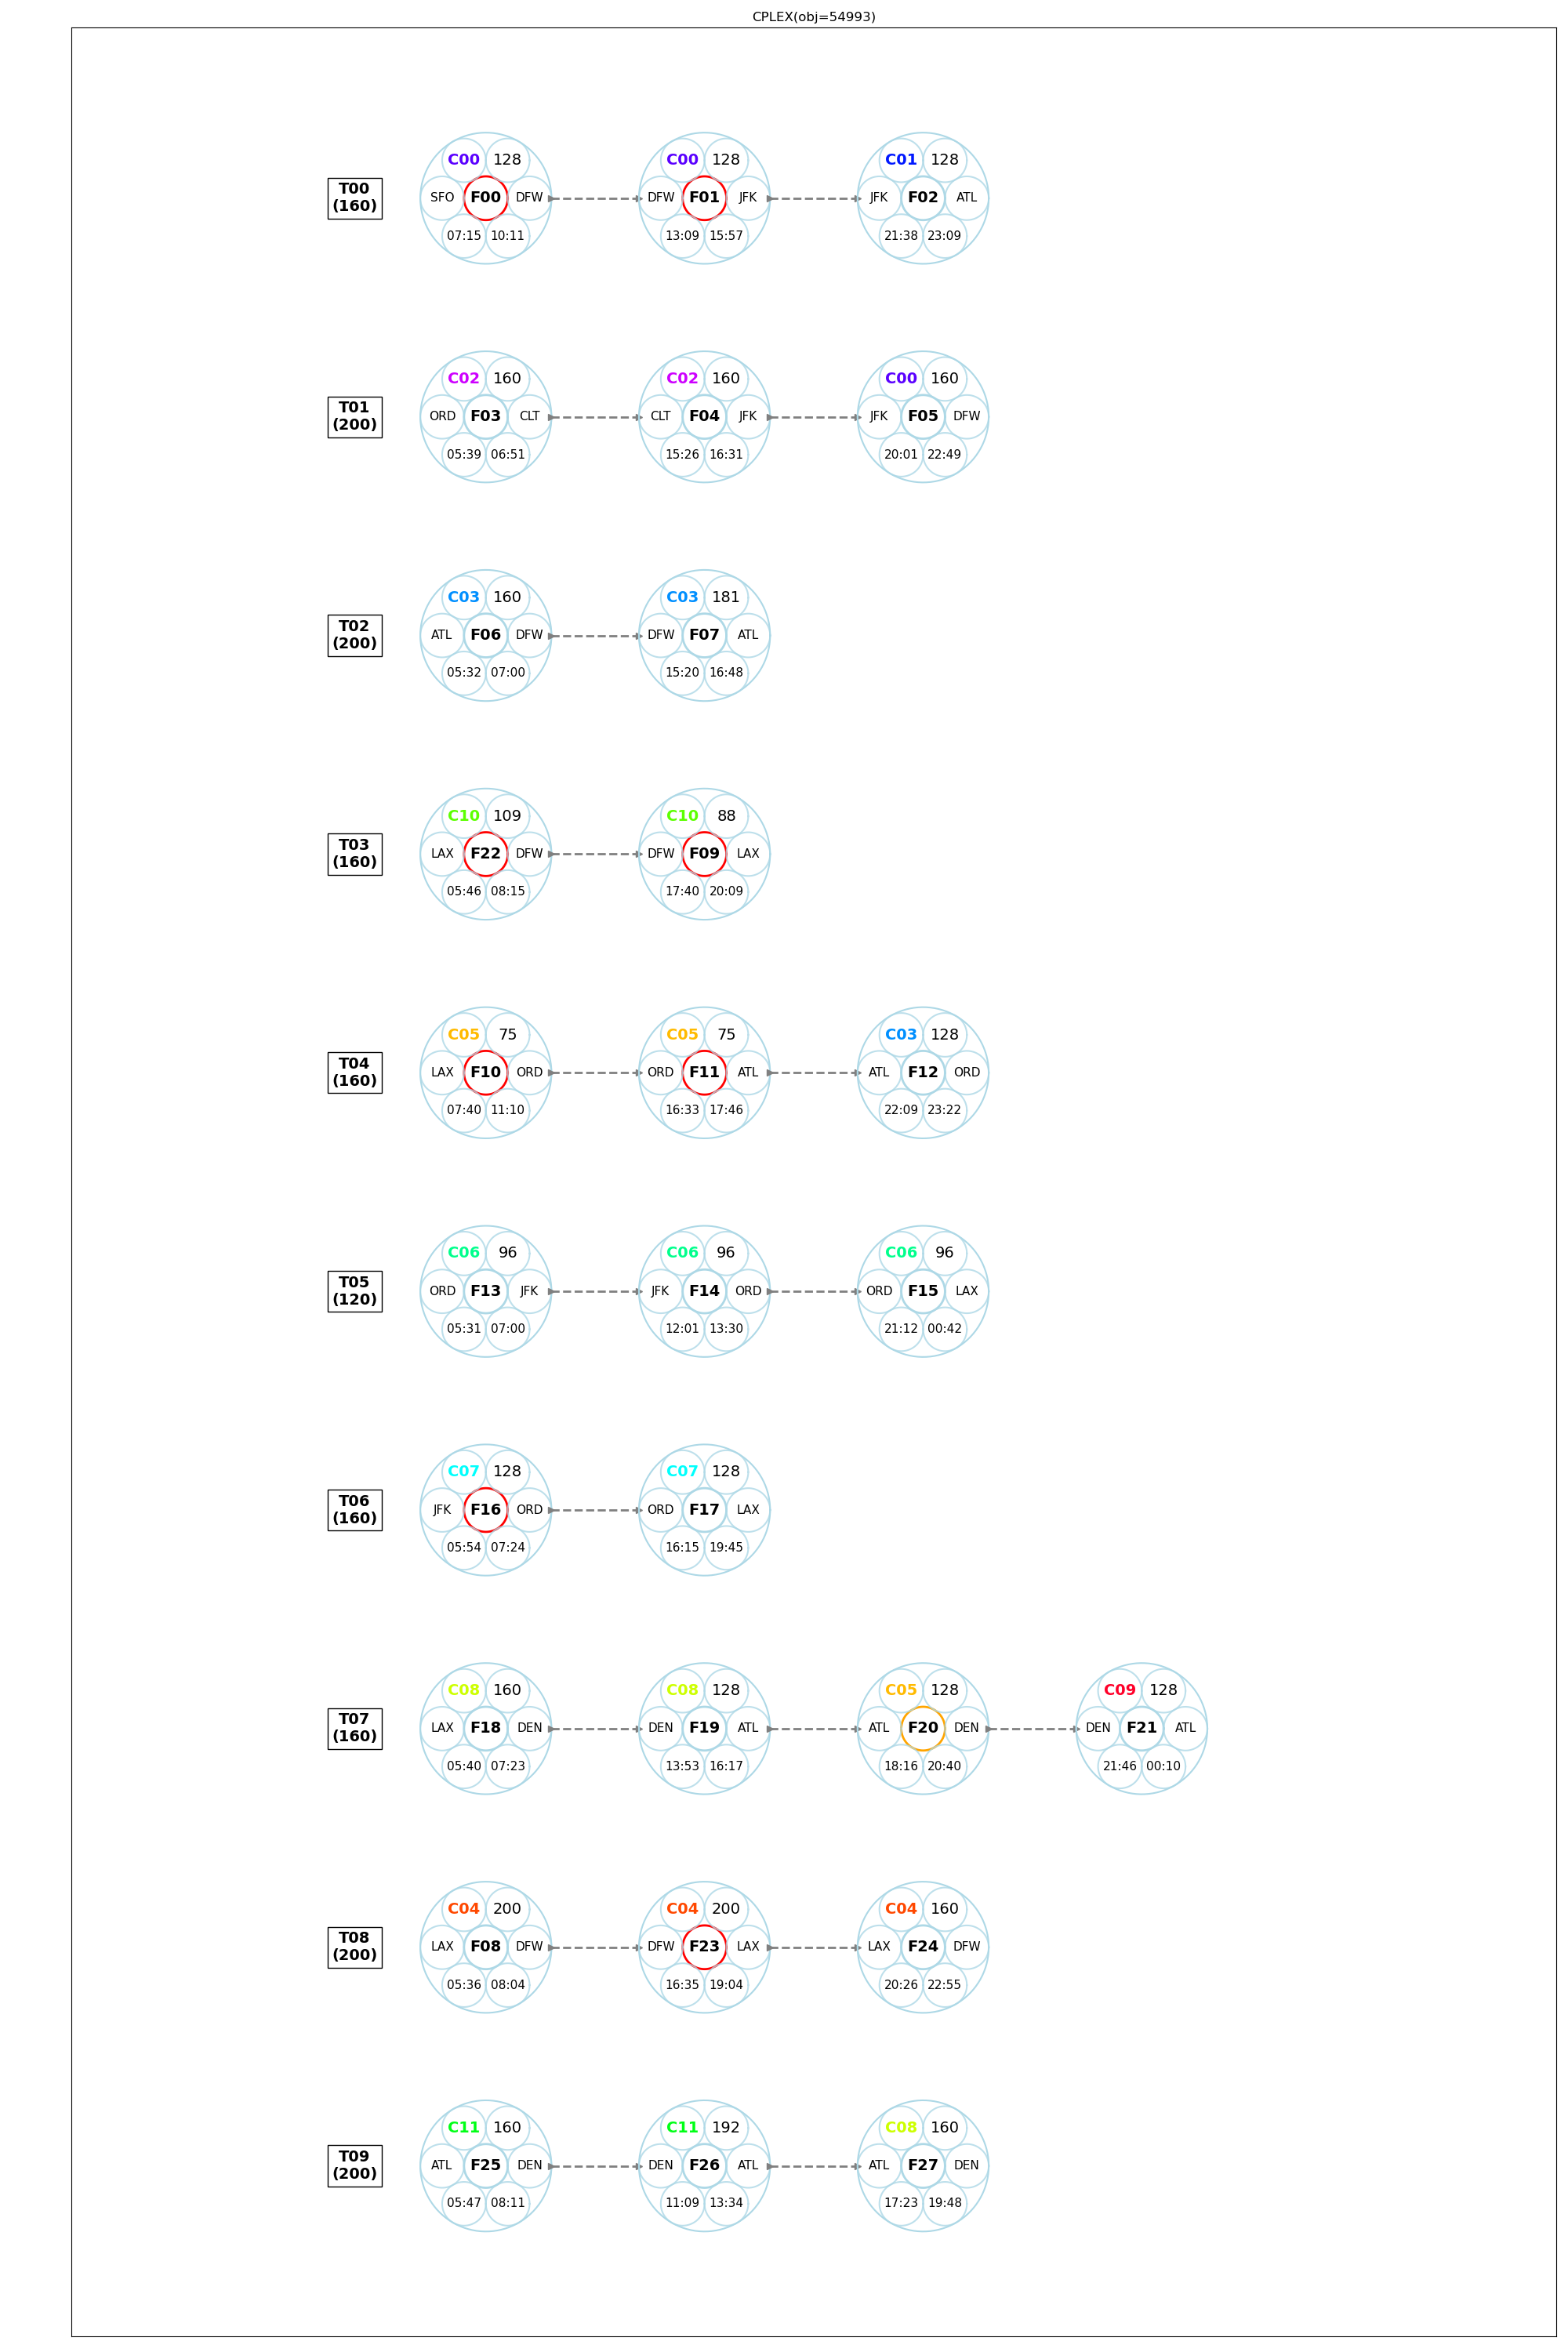 CPLEX(obj=54993)
C00 128 C00 128 C01 128
T00
(160)
SFO F00 DFW DFW F01 JFK JFK F02 ATL
07:15 10:11 13:09 15:57 21:38 23:09
C02 160 C02 160 C00 160
T01
(200)
ORD F03 CLT CLT F04 JFK JFK F05 DFW
05:39 06:51 15:26 16:31 20:01 22:49
C03 160 C03 181
T02
(200)
ATL F06 DFW DFW F07 ATL
05:32 07:00 15:20 16:48
C10 109 C10 88
T03
(160)
LAX F22 DFW DFW F09 LAX
05:46 08:15 17:40 20:09
C05 75 C05 75 C03 128
T04
(160)
LAX F10 ORD ORD F11 ATL ATL F12 ORD
07:40 11:10 16:33 17:46 22:09 23:22
C06 96 C06 96 C06 96
T05
(120)
ORD F13 JFK JFK F14 ORD ORD F15 LAX
05:31 07:00 12:01 13:30 21:12 00:42
C07 128 C07 128
T06
(160)
JFK F16 ORD ORD F17 LAX
05:54 07:24 16:15 19:45
C08 160 C08 128 C05 128 C09 128
T07
(160)
LAX F18 DEN DEN F19 ATL ATL F20 DEN DEN F21 ATL
05:40 07:23 13:53 16:17 18:16 20:40 21:46 00:10
C04 200 C04 200 C04 160
T08
(200)
LAX F08 DFW DFW F23 LAX LAX F24 DFW
05:36 08:04 16:35 19:04 20:26 22:55
C11 160 C11 192 C08 160
T09
(200)
ATL F25 DEN DEN F26 ATL ATL F27 DEN
05:47 08:11 11:09 13:34 17:23 19:48